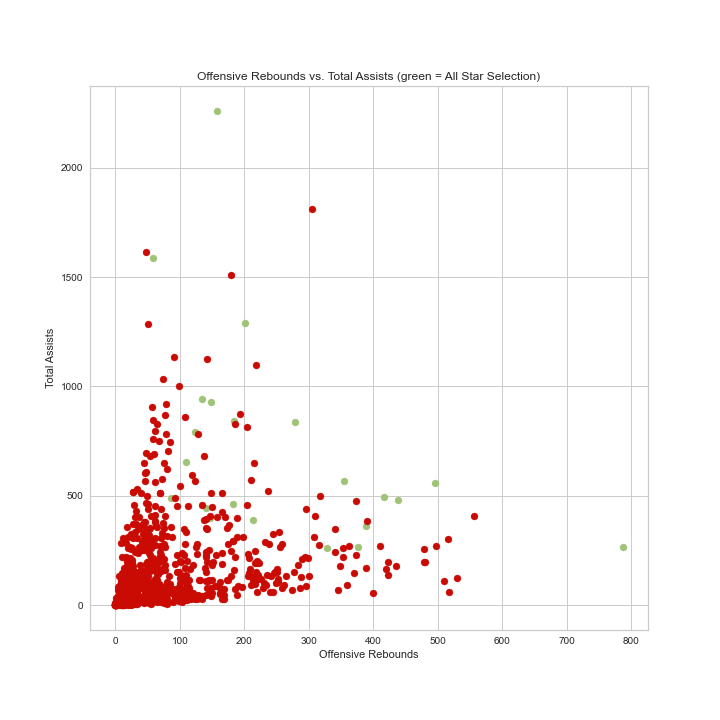 Offensive Rebounds vs. Total Assists (green = All Star Selection)
2000
1500
1000
500
0
Total Assists
0 100 200 300 400 500 600 700 800
Offensive Rebounds